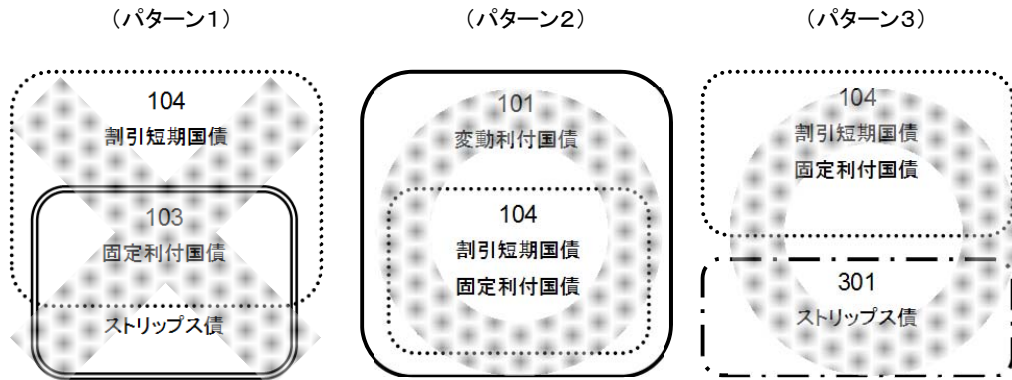 (パターン1)
104
割引短期国債
103
固定利付国債
ストリップス債
(パターン2)
101
変動利付国債
104
割引短期国債
固定利付国債
(パターン3)
104
割引短期国債
固定利付国債
301
ストリップス債